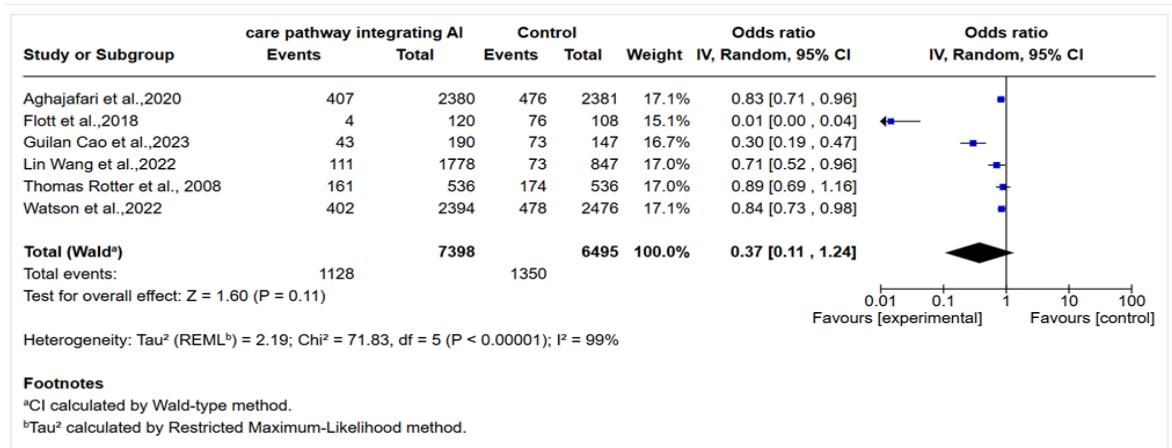 care pathway integrating AI Control Odds ratio Odds ratio
Study or Subgroup Events Total Events Total Weight IV, Random, 95% CI IV, Random, 95% CI
Aghajafari et al.,2020 407 2380 476 2381 17.1% 0.83 [0.71 , 0.96]
Flott et al.,2018 4 120 76 108 15.1% 0.01 [0.00 , 0.04]
Guilan Cao et al.,2023 43 190 73 147 16.7% 0.30 [0.19 , 0.47]
Lin Wang et al.,2022 111 1778 73 847 17.0% 0.71 [0.52 , 0.96]
Thomas Rotter et al., 2008 161 536 174 536 17.0% 0.89 [0.69 , 1.16]
Watson et al.,2022 402 2394 478 2476 17.1% 0.84 [0.73 , 0.98]
Total (Waldᵃ) 7398 6495 100.0% 0.37 [0.11 , 1.24]
Total events: 1128 1350
Test for overall effect: Z = 1.60 (P = 0.11)
0.01 0.1 1 10 100
Favours [experimental] Favours [control]
Heterogeneity: Tau² (REMLᵇ) = 2.19; Chi² = 71.83, df = 5 (P < 0.00001); I² = 99%
Footnotes
ᵃCI calculated by Wald-type method.
ᵇTau² calculated by Restricted Maximum-Likelihood method.